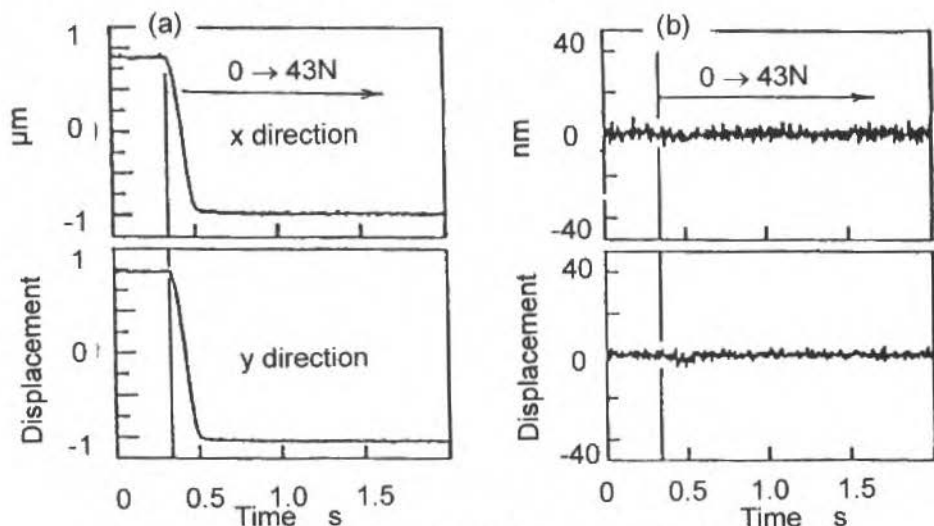 (a)
1
0 → 43N
µm
0
x direction
-1
1
Displacement
0
y direction
-1
0 0.5 1.0 1.5
Time s
(b)
40
0 → 43N
nm
0
-40
40
Displacement
0
-40
0 0.5 1.0 1.5
Time s